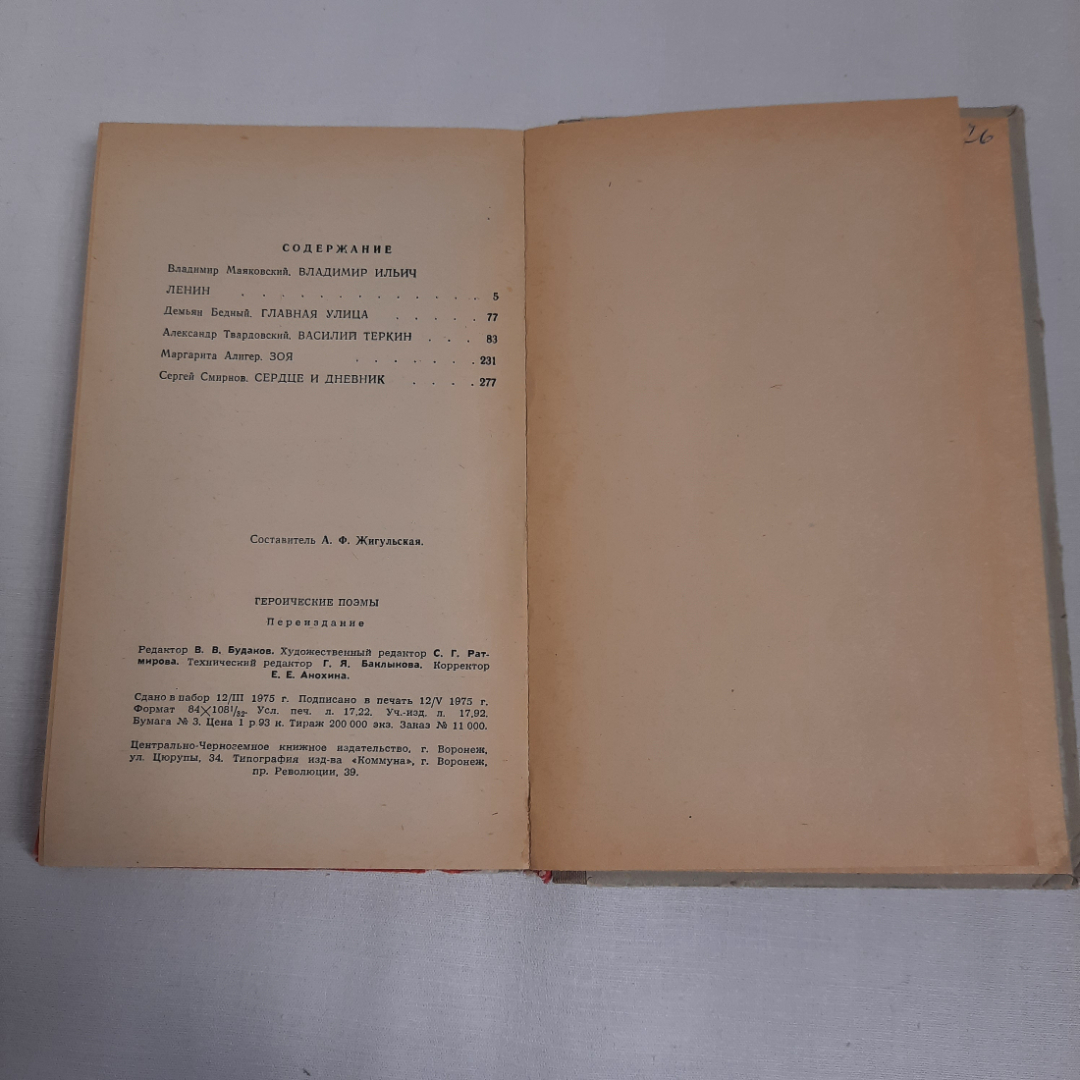 СОДЕРЖАНИЕ
Владимир Маяковский. ВЛАДИМИР ИЛЬИЧ
ЛЕНИН . . . . . . . . . . . . . 5
Демьян Бедный. ГЛАВНАЯ УЛИЦА . . . . . 77
Александр Твардовский. ВАСИЛИЙ ТЕРКИН . . . 83
Маргарита Алигер. ЗОЯ . . . . . . . 231
Сергей Смирнов. СЕРДЦЕ И ДНЕВНИК . . . . 277
Составитель А. Ф. Жигульская.
ГЕРОИЧЕСКИЕ ПОЭМЫ
Переиздание
Редактор В. В. Будаков. Художественный редактор С. Г. Рат-
мирова. Технический редактор Г. Я. Баклыкова. Корректор
Е. Е. Анохина.
Сдано в набор 12/III 1975 г. Подписано в печать 12/V 1975 г.
Формат 84×108¹/₃₂. Усл. печ. л. 17,22. Уч.-изд. л. 17,92.
Бумага № 3. Цена 1 р 93 к. Тираж 200 000 экз. Заказ № 11 000.
Центрально-Черноземное книжное издательство, г. Воронеж,
ул. Цюрупы, 34. Типография изд-ва «Коммуна», г. Воронеж,
пр. Революции, 39.
26